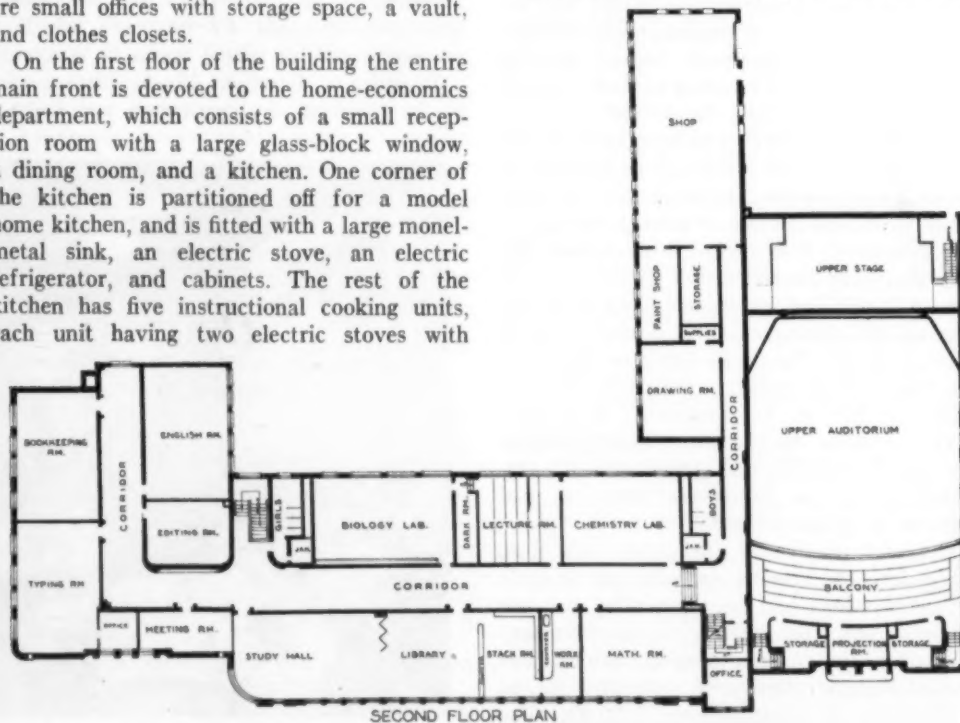 re small offices with storage space, a vault,
nd clothes closets.
On the first floor of the building the entire
main front is devoted to the home-economics
department, which consists of a small recep-
tion room with a large glass-block window,
a dining room, and a kitchen. One corner of
the kitchen is partitioned off for a model
home kitchen, and is fitted with a large monel-
metal sink, an electric stove, an electric
refrigerator, and cabinets. The rest of the
kitchen has five instructional cooking units,
each unit having two electric stoves with
SHOP
PAINT SHOP
STORAGE
SUPPLIES
DRAWING RM.
CORRIDOR
UPPER STAGE
UPPER AUDITORIUM
BALCONY
STORAGE
PROJECTION RM.
STORAGE
BOOKKEEPING
RM.
CORRIDOR
ENGLISH RM.
EDITING RM.
TYPING RM
OFFICE
MEETING RM.
GIRLS
JAN.
BIOLOGY LAB.
DARK RM.
LECTURE RM.
CHEMISTRY LAB.
BOYS
JAN.
CORRIDOR
STUDY HALL
LIBRARY
STACK RM.
WORK
RM.
MATH. RM.
OFFICE
SECOND FLOOR PLAN